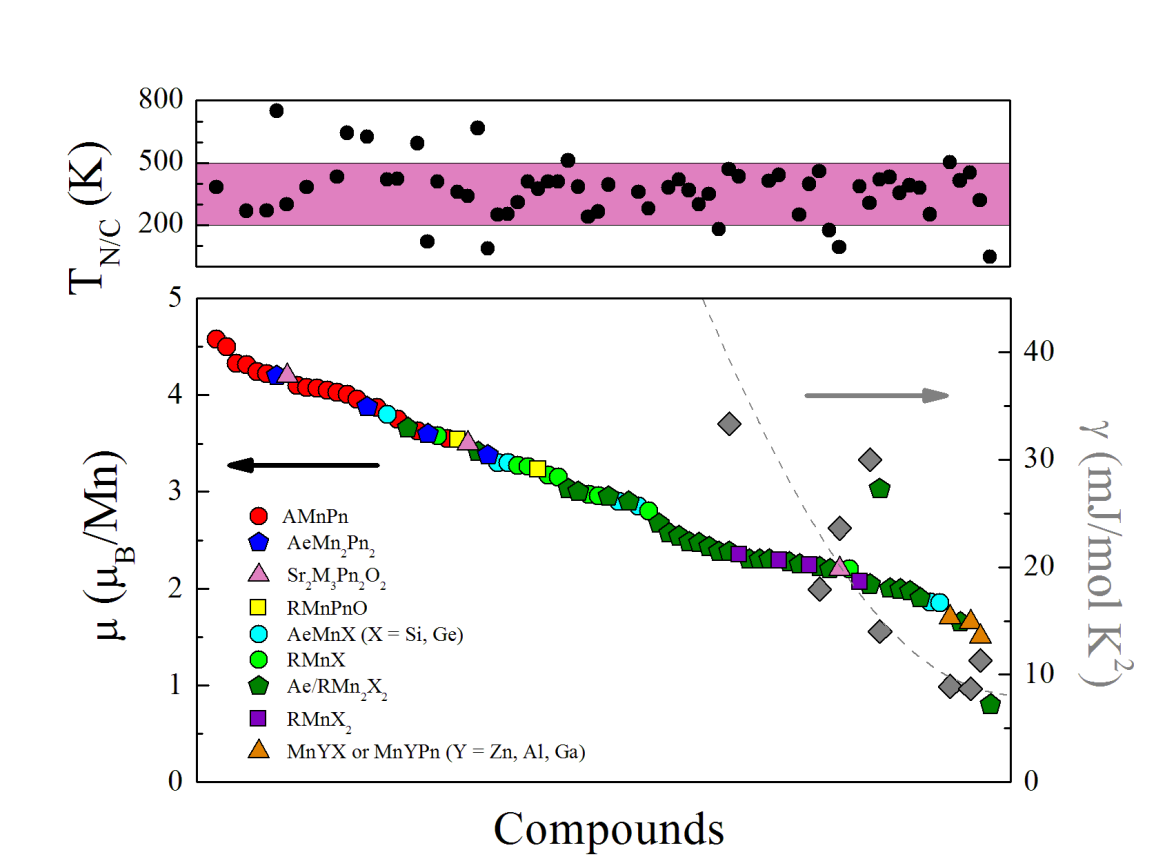 800
500
200
T_N/C (K)
5
4
3
2
1
0
μ (μ_B/Mn)
40
30
20
10
0
γ (mJ/mol K²)
AMnPn
AeMn₂Pn₂
Sr₂M₃Pn₂O₂
RMnPnO
AeMnX (X = Si, Ge)
RMnX
Ae/RMn₂X₂
RMnX₂
MnYX or MnYPn (Y = Zn, Al, Ga)
Compounds